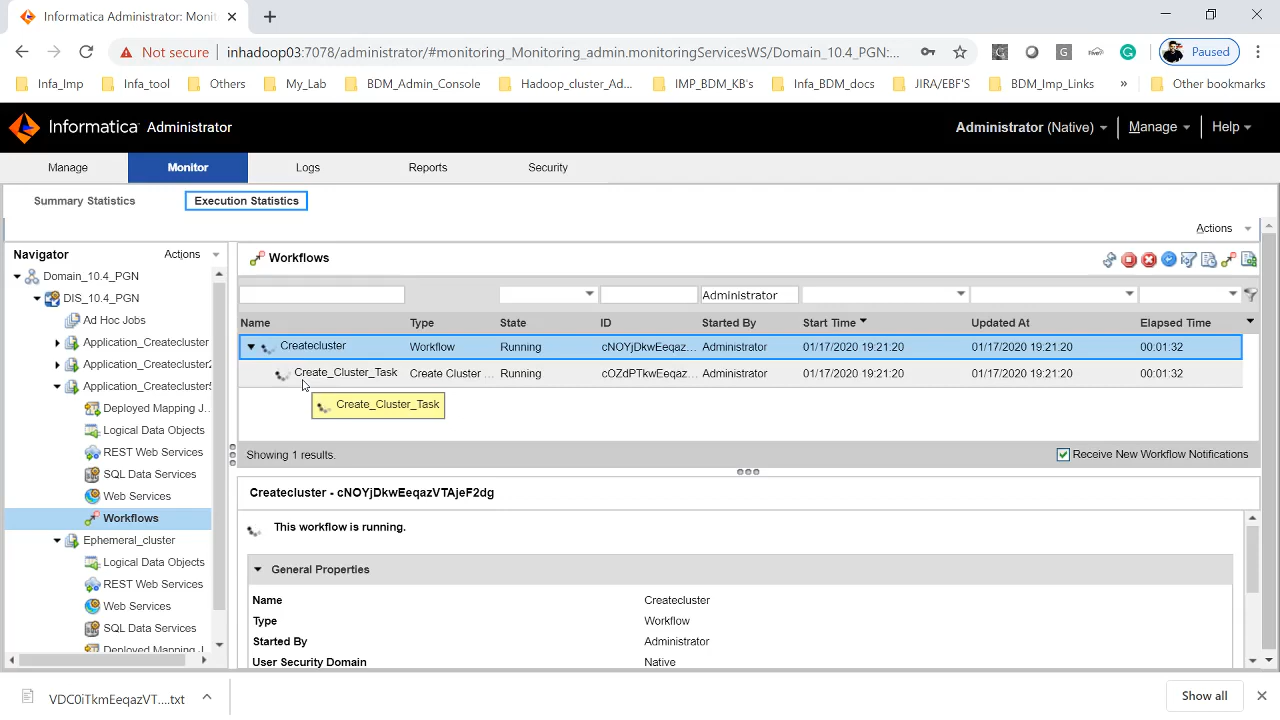 Informatica Administrator: Monit
Not secure
inhadoop03:7078/administrator/#monitoring_Monitoring_admin.monitoringServicesWS/Domain_10.4_PGN:...
Paused
Infa_Imp
Infa_tool
Others
My_Lab
BDM_Admin_Console
Hadoop_cluster_Ad...
IMP_BDM_KB's
Infa_BDM_docs
JIRA/EBF'S
BDM_Imp_Links
»
Other bookmarks
Informatica Administrator
Administrator (Native)
Manage
Help
Manage
Monitor
Logs
Reports
Security
Summary Statistics
Execution Statistics
Actions
Navigator
Actions
Domain_10.4_PGN
DIS_10.4_PGN
Ad Hoc Jobs
Application_Createcluster
Application_Createcluster2
Application_Createcluster5
Deployed Mapping J...
Logical Data Objects
REST Web Services
SQL Data Services
Web Services
Workflows
Ephemeral_cluster
Logical Data Objects
REST Web Services
Web Services
SQL Data Services
Deployed Mapping J
Workflows
Administrator
Name Type State ID Started By Start Time Updated At Elapsed Time
Createcluster Workflow Running cNOYjDkwEeqaz... Administrator 01/17/2020 19:21:20 01/17/2020 19:21:20 00:01:32
Create_Cluster_Task Create Cluster ... Running cOZdPTkwEeqaz... Administrator 01/17/2020 19:21:20 01/17/2020 19:21:20 00:01:32
Create_Cluster_Task
Showing 1 results.
Receive New Workflow Notifications
Createcluster - cNOYjDkwEeqazVTAjeF2dg
This workflow is running.
General Properties
Name Createcluster
Type Workflow
Started By Administrator
User Security Domain Native
VDC0iTkmEeqazVT....txt
Show all